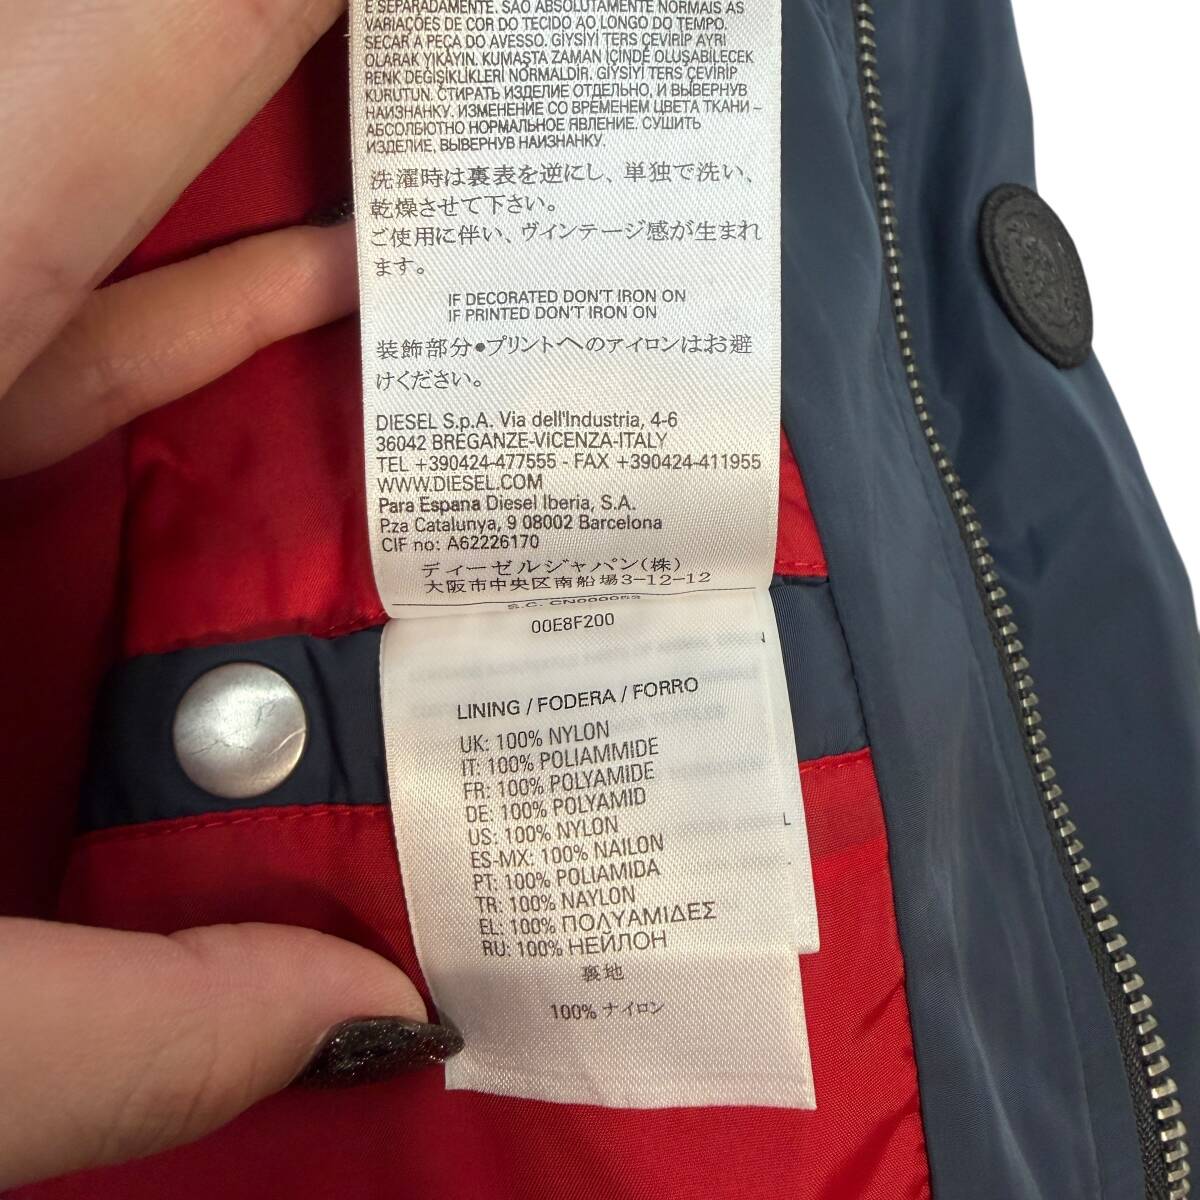 E SEPARADAMENTE. SÃO ABSOLUTAMENTE NORMAIS AS
VARIAÇÕES DE COR DO TECIDO AO LONGO DO TEMPO.
SECAR A PEÇA DO AVESSO. GİYSİYİ TERS ÇEVİRİP AYRI
OLARAK YIKAYIN. KUMAŞTA ZAMAN İÇİNDE OLUŞABİLECEK
RENK DEĞİŞİKLİKLERİ NORMALDİR. GİYSİYİ TERS ÇEVİRİP
KURUTUN. СТИРАТЬ ИЗДЕЛИЕ ОТДЕЛЬНО, И ВЫВЕРНУВ
НАИЗНАНКУ. ИЗМЕНЕНИЕ СО ВРЕМЕНЕМ ЦВЕТА ТКАНИ –
АБСОЛЮТНО НОРМАЛЬНОЕ ЯВЛЕНИЕ. СУШИТЬ
ИЗДЕЛИЕ, ВЫВЕРНУВ НАИЗНАНКУ.
洗濯時は裏表を逆にし、単独で洗い、
乾燥させて下さい。
ご使用に伴い、ヴィンテージ感が生まれ
ます。
IF DECORATED DON'T IRON ON
IF PRINTED DON'T IRON ON
装飾部分•プリントへのアイロンはお避
けください。
DIESEL S.p.A. Via dell'Industria, 4-6
36042 BREGANZE-VICENZA-ITALY
TEL +390424-477555 - FAX +390424-411955
WWW.DIESEL.COM
Para Espana Diesel Iberia, S.A.
P.za Catalunya, 9 08002 Barcelona
CIF no: A62226170
ディーゼルジャパン(株)
大阪市中央区南船場3-12-12
S.C. CN000053
00E8F200
LINING / FODERA / FORRO
UK: 100% NYLON
IT: 100% POLIAMMIDE
FR: 100% POLYAMIDE
DE: 100% POLYAMID
US: 100% NYLON
ES-MX: 100% NAILON
PT: 100% POLIAMIDA
TR: 100% NAYLON
EL: 100% ΠΟΛΥΑΜΙΔΕΣ
RU: 100% НЕЙЛОН
裏地
100% ナイロン